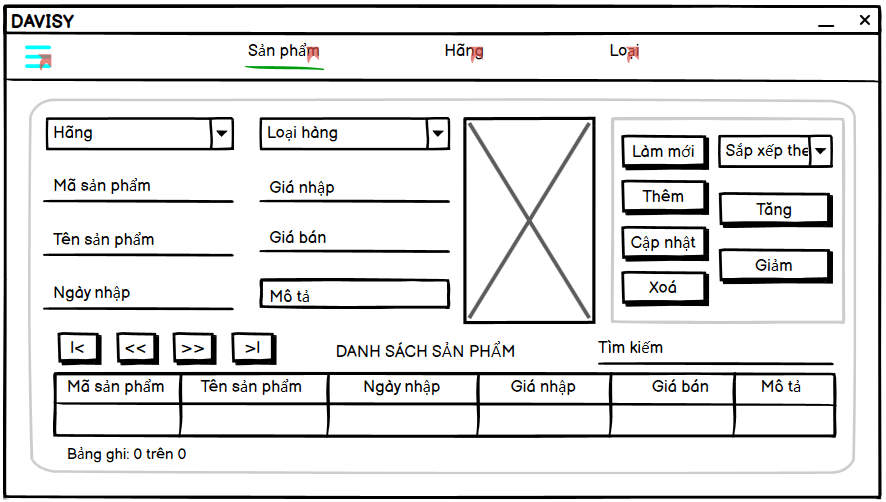 DAVISY
Sản phẩm Hãng Loại
Hãng Loại hàng
Làm mới Sắp xếp the
Mã sản phẩm Giá nhập
Thêm Tăng
Tên sản phẩm Giá bán
Cập nhật
Giảm
Ngày nhập Mô tả
Xoá
|< << >> >|
DANH SÁCH SẢN PHẨM Tìm kiếm
Mã sản phẩm Tên sản phẩm Ngày nhập Giá nhập Giá bán Mô tả
Bảng ghi: 0 trên 0